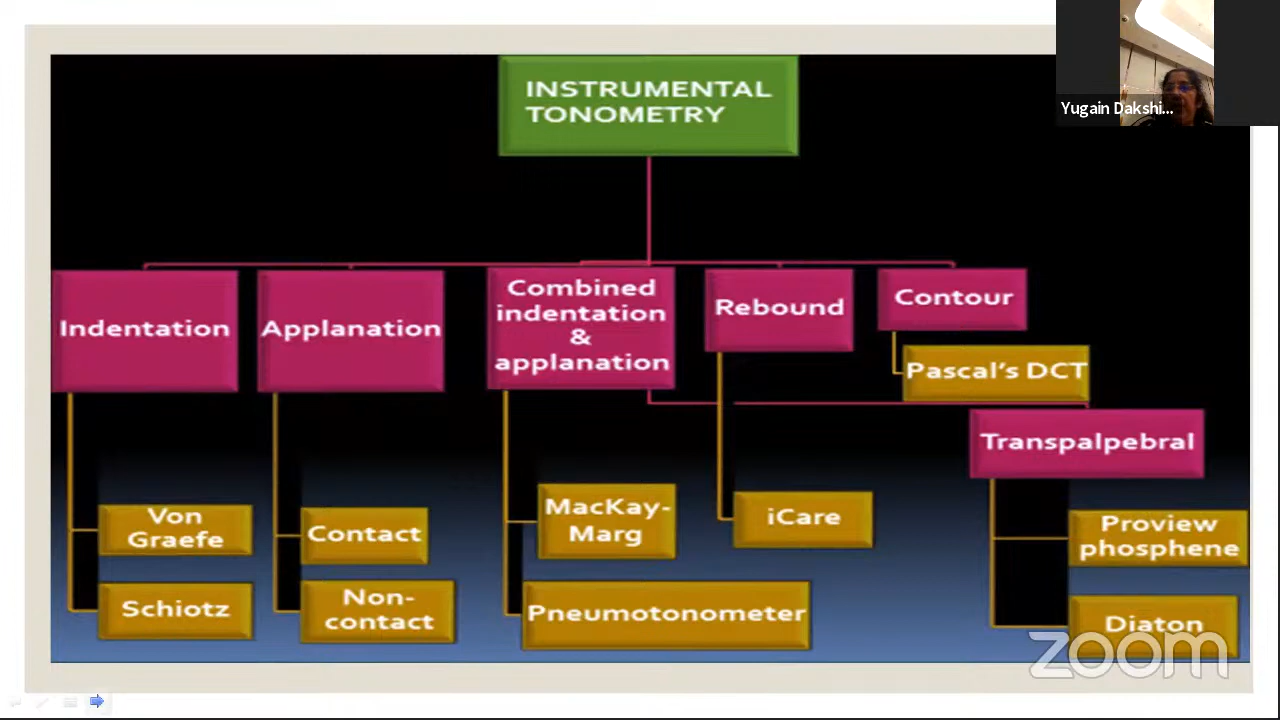 INSTRUMENTAL
TONOMETRY
Yugain Dakshi...
Indentation
Applanation
Combined
indentation
&
applanation
Rebound
Contour
Pascal's DCT
Transpalpebral
Von
Graefe
Schiotz
Contact
Non-
contact
MacKay-
Marg
Pneumotonometer
iCare
Proview
phosphene
Diaton
zoom